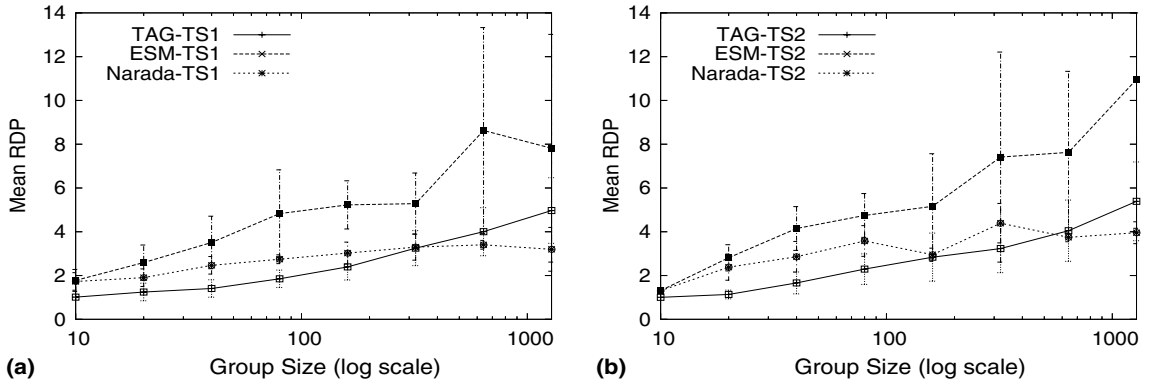 14
12
10
8
6
4
2
0
Mean RDP
TAG-TS1
ESM-TS1
Narada-TS1
10
100
1000
Group Size (log scale)
(a)
14
12
10
8
6
4
2
0
Mean RDP
TAG-TS2
ESM-TS2
Narada-TS2
10
100
1000
Group Size (log scale)
(b)